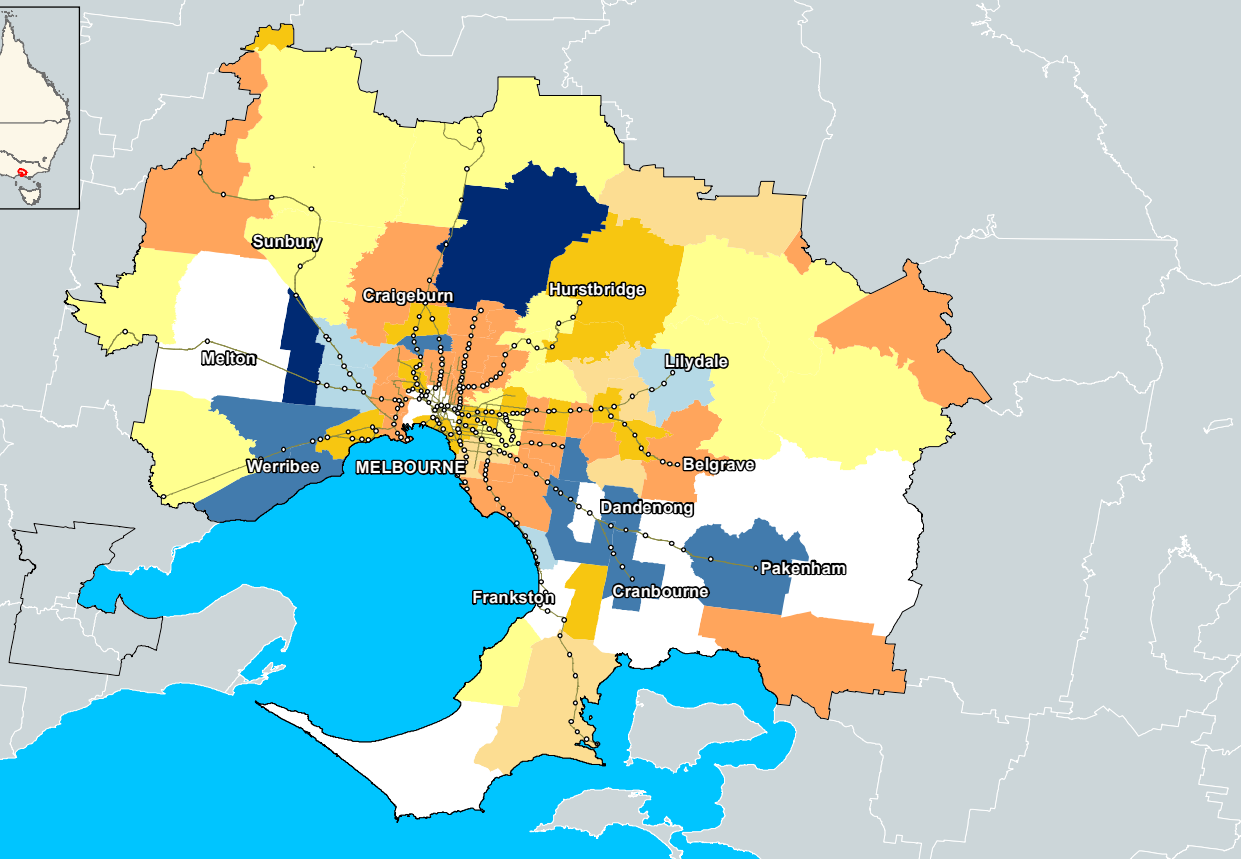 Sunbury
Hurstbridge
Craigeburn
Melton
Lilydale
Werribee
MELBOURNE
Belgrave
Dandenong
Pakenham
Cranbourne
Frankston